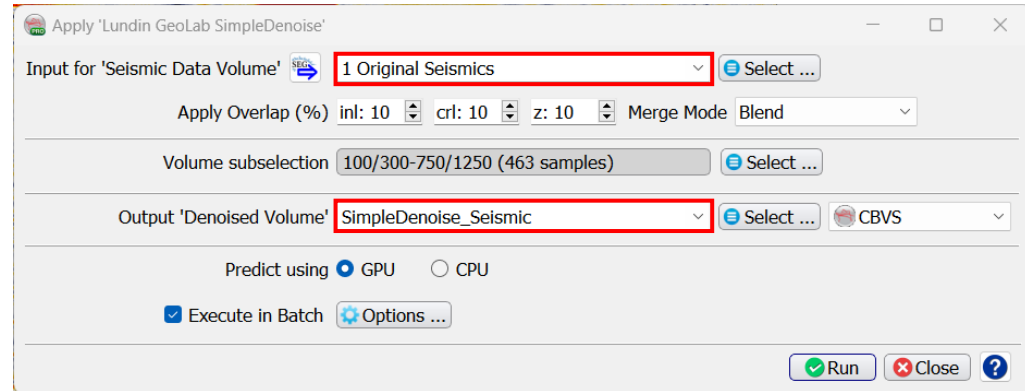 Apply 'Lundin GeoLab SimpleDenoise'
Input for 'Seismic Data Volume' SEG 1 Original Seismics Select ...
Apply Overlap (%) inl: 10 crl: 10 z: 10 Merge Mode Blend
Volume subselection 100/300-750/1250 (463 samples) Select ...
Output 'Denoised Volume' SimpleDenoise_Seismic Select ... CBVS
Predict using GPU CPU
Execute in Batch Options ...
Run Close ?